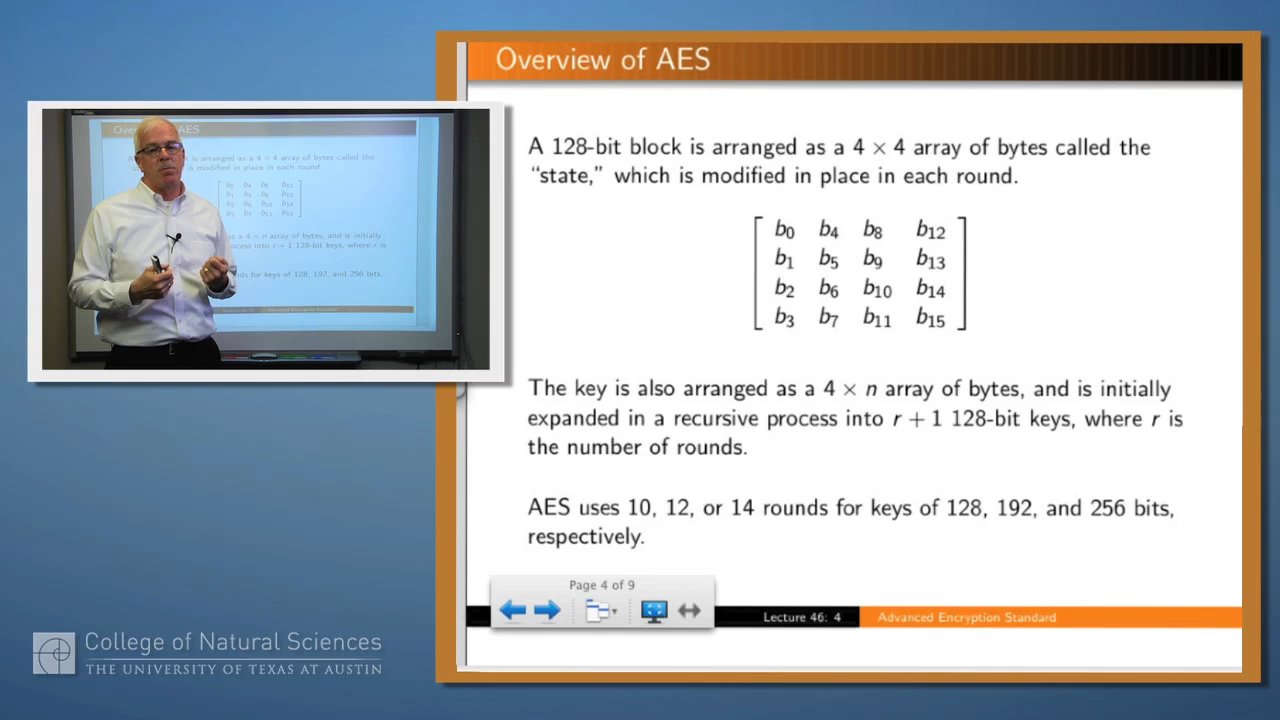 Overview of AES
A 128-bit block is arranged as a 4 × 4 array of bytes called the
“state,” which is modified in place in each round.
b0 b4 b8 b12
b1 b5 b9 b13
b2 b6 b10 b14
b3 b7 b11 b15
The key is also arranged as a 4 × n array of bytes, and is initially
expanded in a recursive process into r + 1 128-bit keys, where r is
the number of rounds.
AES uses 10, 12, or 14 rounds for keys of 128, 192, and 256 bits,
respectively.
Page 4 of 9
Lecture 46: 4
Advanced Encryption Standard
College of Natural Sciences
THE UNIVERSITY OF TEXAS AT AUSTIN